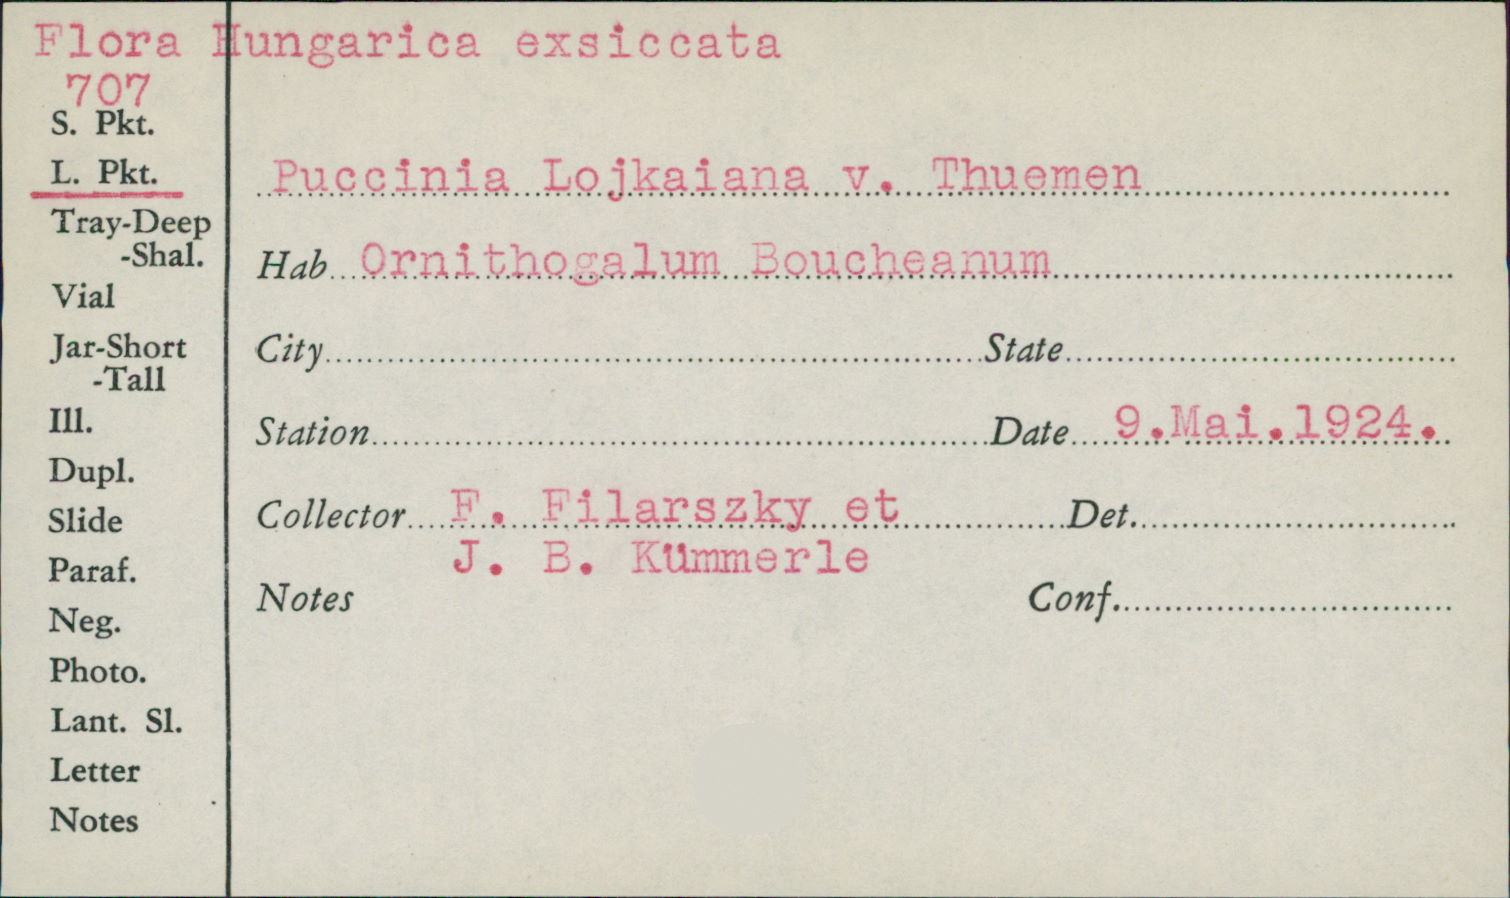 Flora Hungarica exsiccata
707
S. Pkt.
L. Pkt.
Tray-Deep
-Shal.
Vial
Jar-Short
-Tall
Ill.
Dupl.
Slide
Paraf.
Neg.
Photo.
Lant. Sl.
Letter
Notes
Puccinia Lojkaiana v. Thuemen
Hab Ornithogalum Boucheanum
City State
Station Date 9.Mai.1924.
Collector F. Filarszky et Det.
J. B. Kümmerle
Notes Conf.